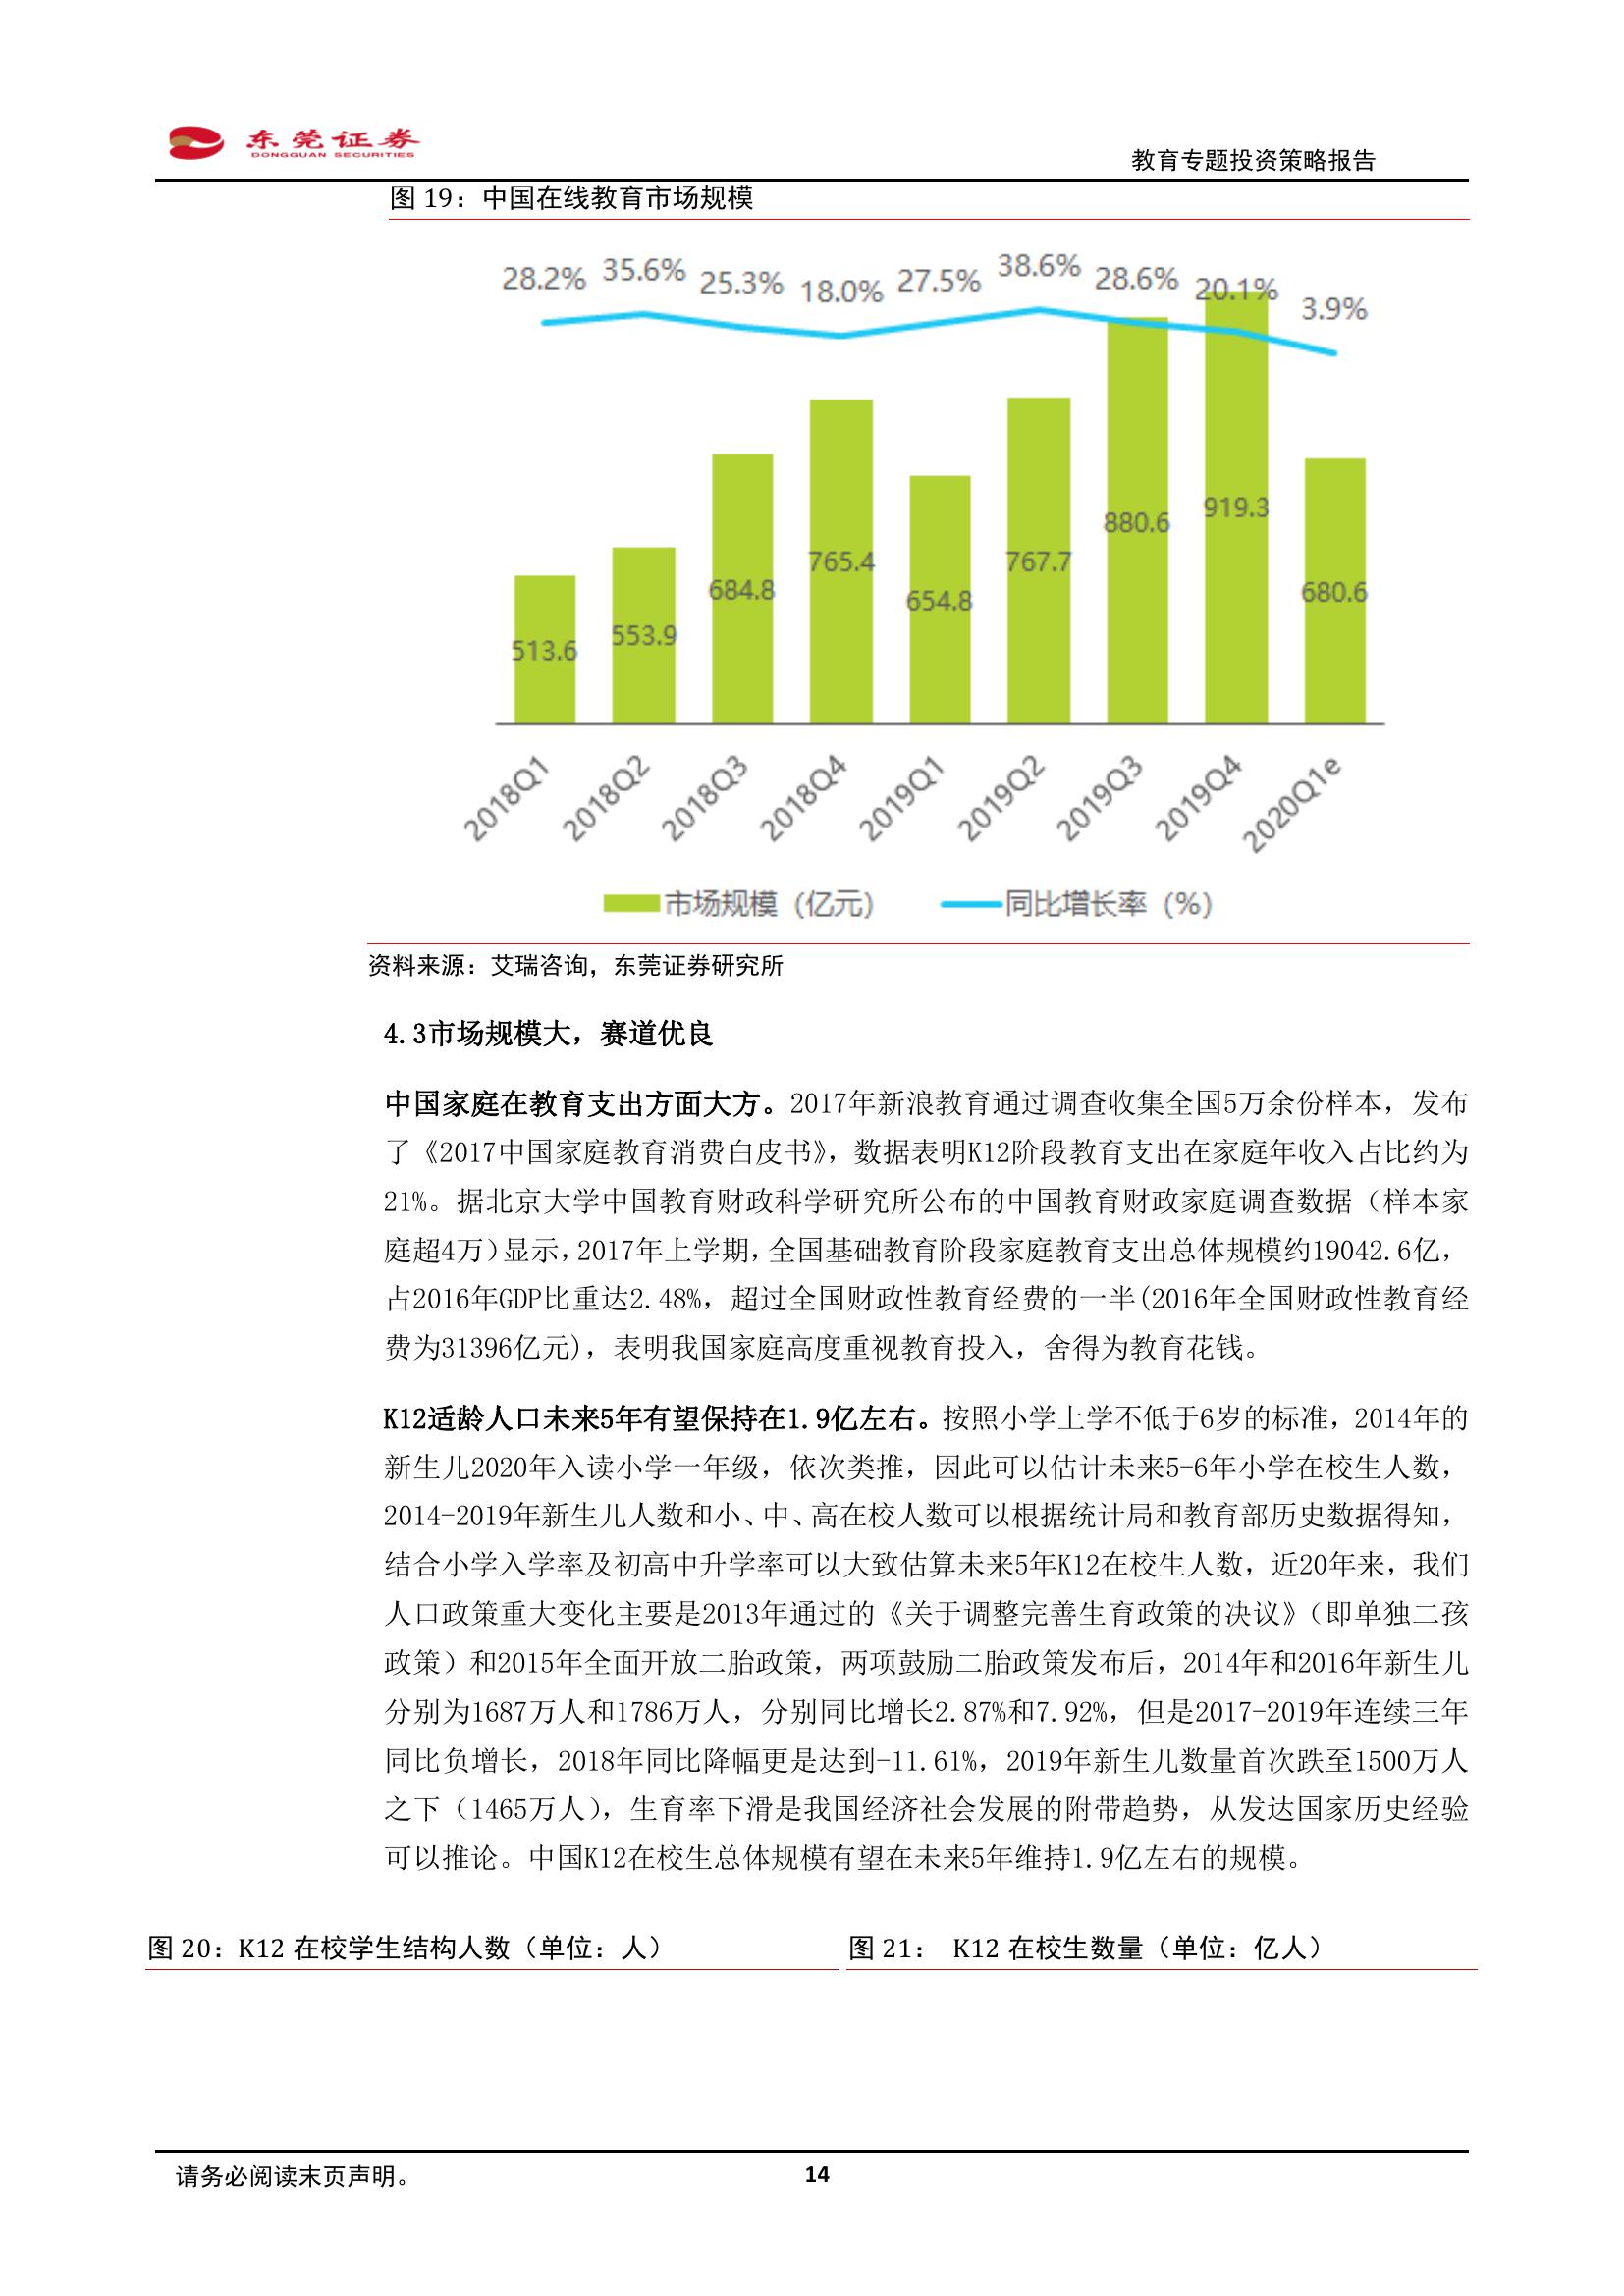 东莞证券
DONGGUAN SECURITIES
教育专题投资策略报告
图 19：中国在线教育市场规模
28.2% 35.6% 25.3% 18.0% 27.5% 38.6% 28.6% 20.1% 3.9%
513.6 553.9 684.8 765.4 654.8 767.7 880.6 919.3 680.6
2018Q1 2018Q2 2018Q3 2018Q4 2019Q1 2019Q2 2019Q3 2019Q4 2020Q1e
市场规模（亿元） 同比增长率（%）
资料来源：艾瑞咨询，东莞证券研究所
4.3市场规模大，赛道优良
中国家庭在教育支出方面大方。2017年新浪教育通过调查收集全国5万余份样本，发布
了《2017中国家庭教育消费白皮书》，数据表明K12阶段教育支出在家庭年收入占比约为
21%。据北京大学中国教育财政科学研究所公布的中国教育财政家庭调查数据（样本家
庭超4万）显示，2017年上学期，全国基础教育阶段家庭教育支出总体规模约19042.6亿，
占2016年GDP比重达2.48%，超过全国财政性教育经费的一半(2016年全国财政性教育经
费为31396亿元)，表明我国家庭高度重视教育投入，舍得为教育花钱。
K12适龄人口未来5年有望保持在1.9亿左右。按照小学上学不低于6岁的标准，2014年的
新生儿2020年入读小学一年级，依次类推，因此可以估计未来5-6年小学在校生人数，
2014-2019年新生儿人数和小、中、高在校人数可以根据统计局和教育部历史数据得知，
结合小学入学率及初高中升学率可以大致估算未来5年K12在校生人数，近20年来，我们
人口政策重大变化主要是2013年通过的《关于调整完善生育政策的决议》（即单独二孩
政策）和2015年全面开放二胎政策，两项鼓励二胎政策发布后，2014年和2016年新生儿
分别为1687万人和1786万人，分别同比增长2.87%和7.92%，但是2017-2019年连续三年
同比负增长，2018年同比降幅更是达到-11.61%，2019年新生儿数量首次跌至1500万人
之下（1465万人），生育率下滑是我国经济社会发展的附带趋势，从发达国家历史经验
可以推论。中国K12在校生总体规模有望在未来5年维持1.9亿左右的规模。
图 20：K12 在校学生结构人数（单位：人）
图 21： K12 在校生数量（单位：亿人）
请务必阅读末页声明。
14